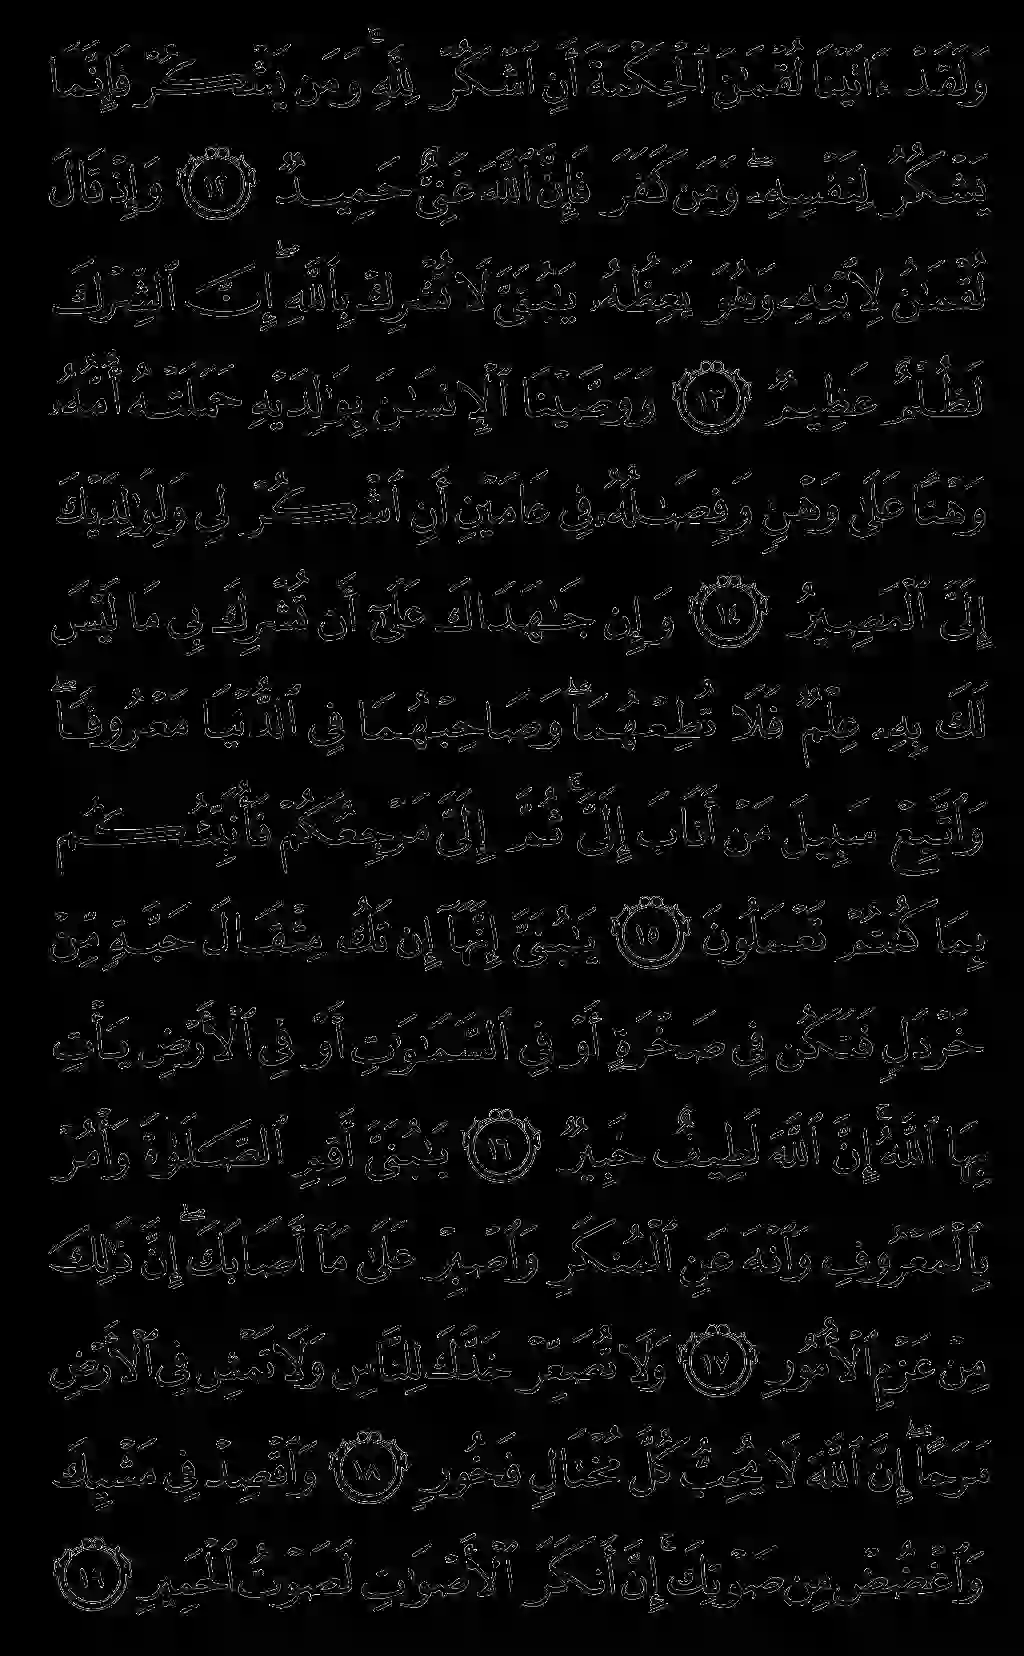 وَلَقَدْ ءَاتَيْنَا لُقْمَـٰنَ ٱلْحِكْمَةَ أَنِ ٱشْكُرْ لِلَّهِ ۚ وَمَن يَشْكُرْ فَإِنَّمَا
يَشْكُرُ لِنَفْسِهِۦ ۖ وَمَن كَفَرَ فَإِنَّ ٱللَّهَ غَنِىٌّ حَمِيدٌ ١٢ وَإِذْ قَالَ
لُقْمَـٰنُ لِٱبْنِهِۦ وَهُوَ يَعِظُهُۥ يَـٰبُنَىَّ لَا تُشْرِكْ بِٱللَّهِ ۖ إِنَّ ٱلشِّرْكَ
لَظُلْمٌ عَظِيمٌ ١٣ وَوَصَّيْنَا ٱلْإِنسَـٰنَ بِوَٰلِدَيْهِ حَمَلَتْهُ أُمُّهُۥ
وَهْنًا عَلَىٰ وَهْنٍ وَفِصَـٰلُهُۥ فِى عَامَيْنِ أَنِ ٱشْكُرْ لِى وَلِوَٰلِدَيْكَ
إِلَىَّ ٱلْمَصِيرُ ١٤ وَإِن جَـٰهَدَاكَ عَلَىٰٓ أَن تُشْرِكَ بِى مَا لَيْسَ
لَكَ بِهِۦ عِلْمٌ فَلَا تُطِعْهُمَا ۖ وَصَاحِبْهُمَا فِى ٱلدُّنْيَا مَعْرُوفًا ۖ
وَٱتَّبِعْ سَبِيلَ مَنْ أَنَابَ إِلَىَّ ۚ ثُمَّ إِلَىَّ مَرْجِعُكُمْ فَأُنَبِّئُكُم
بِمَا كُنتُمْ تَعْمَلُونَ ١٥ يَـٰبُنَىَّ إِنَّهَآ إِن تَكُ مِثْقَالَ حَبَّةٍ مِّنْ
خَرْدَلٍ فَتَكُن فِى صَخْرَةٍ أَوْ فِى ٱلسَّمَـٰوَٰتِ أَوْ فِى ٱلْأَرْضِ يَأْتِ
بِهَا ٱللَّهُ ۚ إِنَّ ٱللَّهَ لَطِيفٌ خَبِيرٌ ١٦ يَـٰبُنَىَّ أَقِمِ ٱلصَّلَوٰةَ وَأْمُرْ
بِٱلْمَعْرُوفِ وَٱنْهَ عَنِ ٱلْمُنكَرِ وَٱصْبِرْ عَلَىٰ مَآ أَصَابَكَ ۖ إِنَّ ذَٰلِكَ
مِنْ عَزْمِ ٱلْأُمُورِ ١٧ وَلَا تُصَعِّرْ خَدَّكَ لِلنَّاسِ وَلَا تَمْشِ فِى ٱلْأَرْضِ
مَرَحًا ۖ إِنَّ ٱللَّهَ لَا يُحِبُّ كُلَّ مُخْتَالٍ فَخُورٍ ١٨ وَٱقْصِدْ فِى مَشْيِكَ
وَٱغْضُضْ مِن صَوْتِكَ ۚ إِنَّ أَنكَرَ ٱلْأَصْوَٰتِ لَصَوْتُ ٱلْحَمِيرِ ١٩